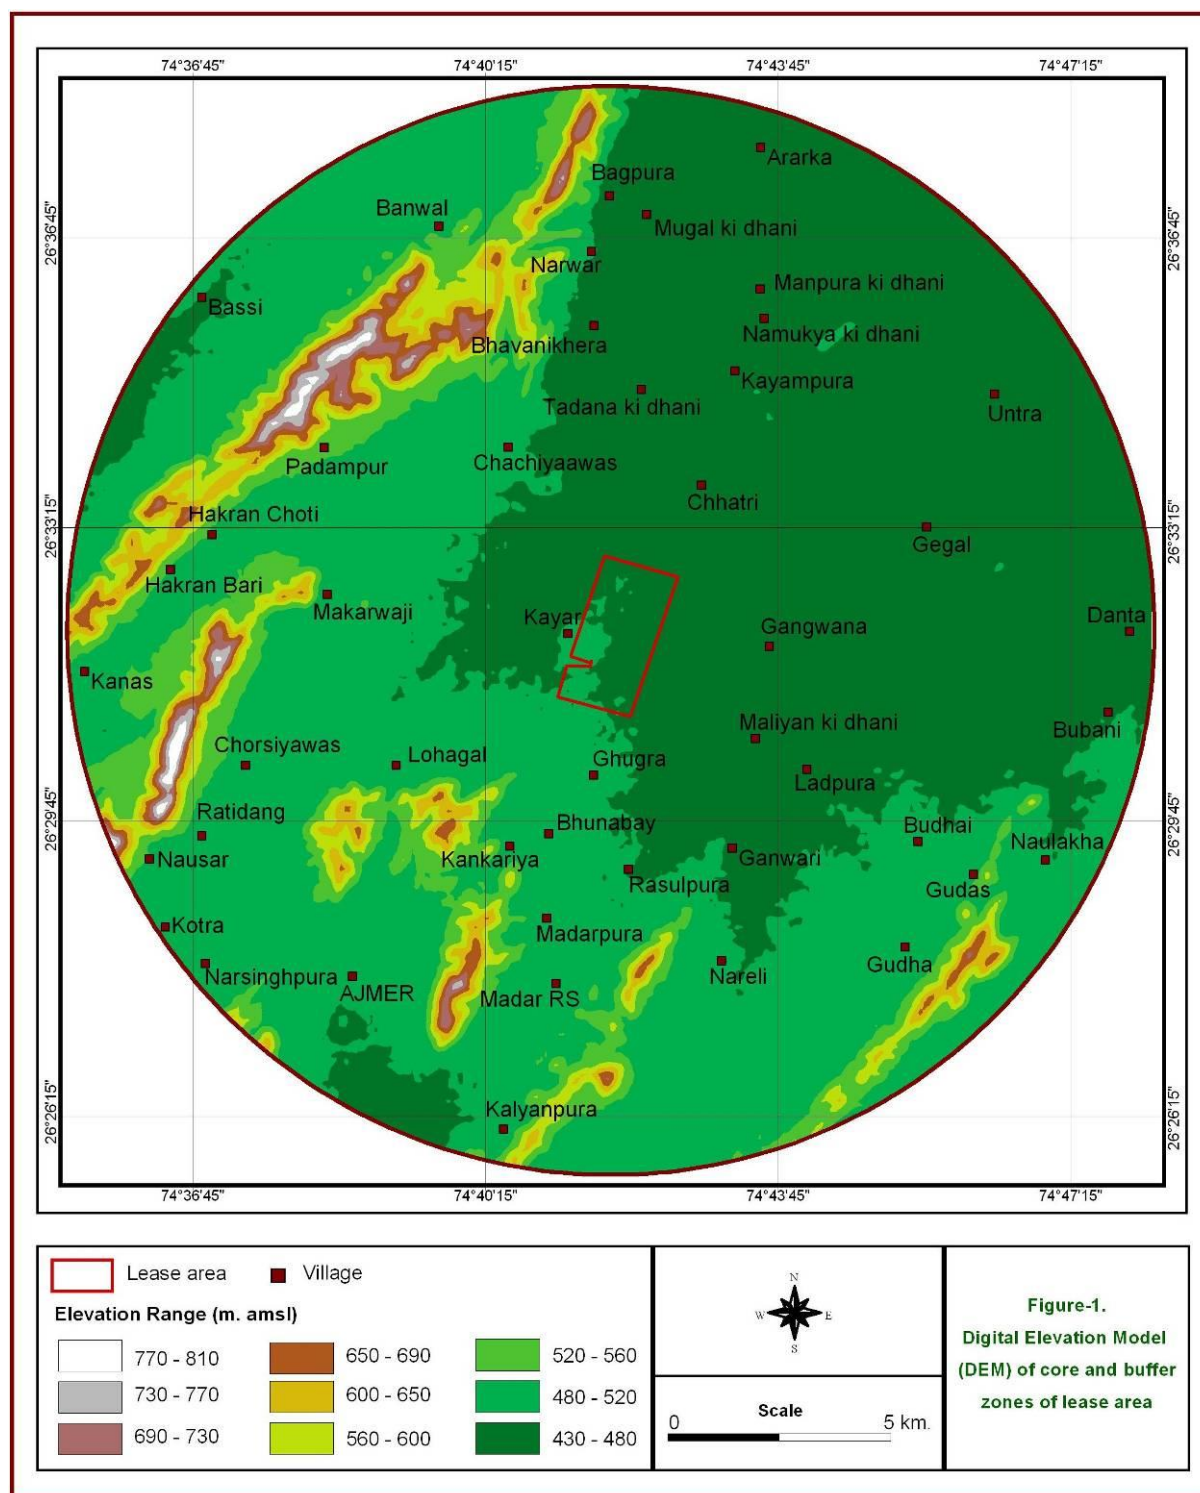 74°36'45" 74°40'15" 74°43'45" 74°47'15"
Ararka
Bagpura
Banwal
Mugal ki dhani
26°36'45" 26°36'45"
Narwar
Manpura ki dhani
Bassi
Namukya ki dhani
Bhavanikhera
Kayampura
Tadana ki dhani
Untra
Padampur
Chachiyaawas
Chhatri
Hakran Choti
26°33'15" 26°33'15"
Gegal
Hakran Bari
Makarwaji
Kayar
Danta
Gangwana
Kanas
Maliyan ki dhani
Bubani
Chorsiyawas
Lohagal
Ghugra
Ladpura
Ratidang
26°29'45" 26°29'45"
Bhunabay
Budhai
Naulakha
Nausar
Kankariya
Ganwari
Rasulpura
Gudas
Kotra
Madarpura
Gudha
Narsinghpura
Nareli
AJMER
Madar RS
Kalyanpura
26°26'15" 26°26'15"
74°36'45" 74°40'15" 74°43'45" 74°47'15"
Lease area
Village
Elevation Range (m. amsl)
770 - 810
730 - 770
690 - 730
650 - 690
600 - 650
560 - 600
520 - 560
480 - 520
430 - 480
N
W E
S
Scale
0 5 km.
Figure-1.
Digital Elevation Model
(DEM) of core and buffer
zones of lease area